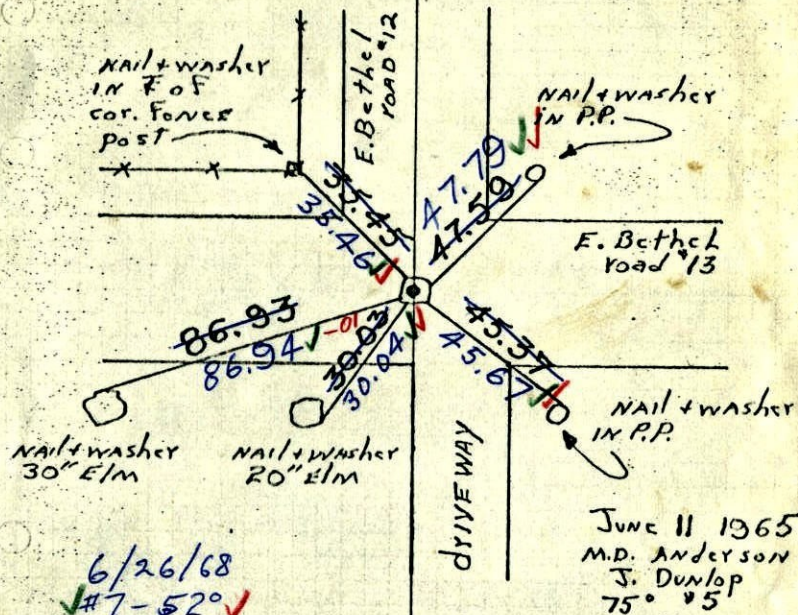 NAil + WAsher
IN F of
cor. Fence
post
E. Bethel
roAD #12
NAil + WAsher
iN P.P.
35.45
35.46
47.79
47.59
E. Bethel
roAd #13
86.93
86.94 -01
30.03
30.04
45.37
45.67
NAil + WAsher
30" Elm
NAil + WAsher
20" Elm
driVEWAY
NAil + WAsher
IN P.P.
6/26/68
#7 - 52°
JuNE 11 1965
M.D. ANderson
J. DuNlop
75° #5